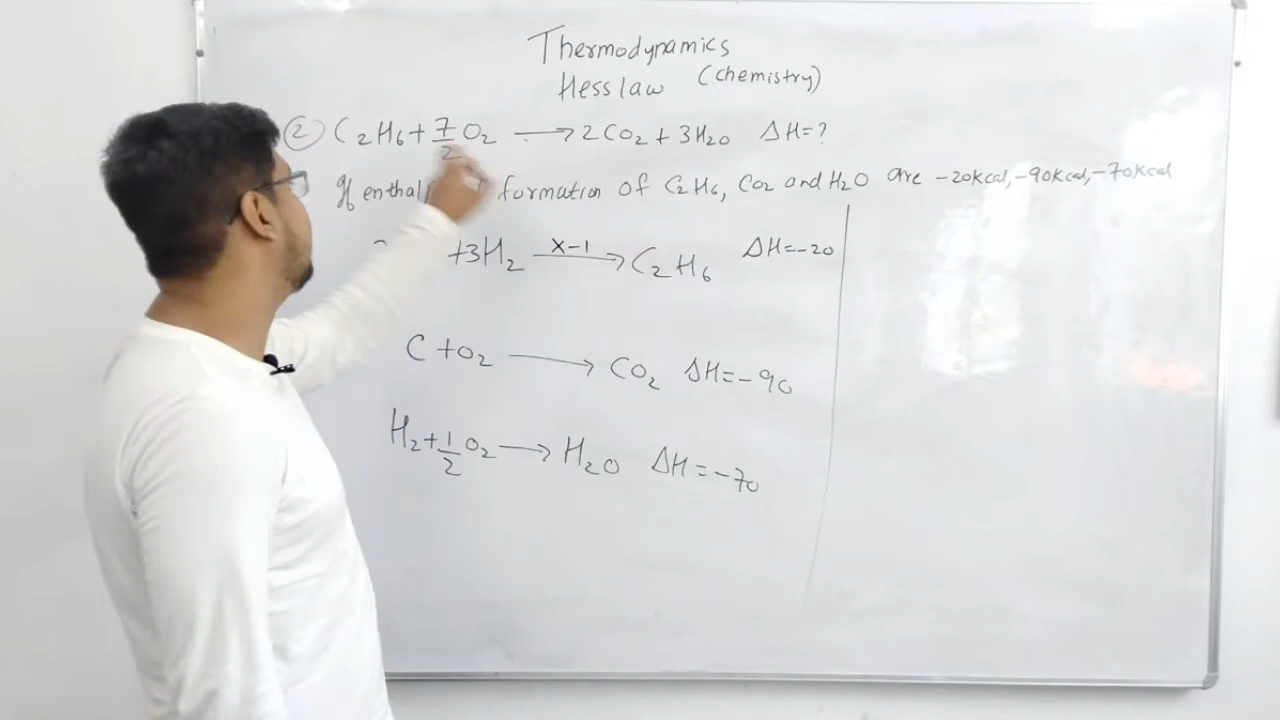 Thermodynamics
Hess law (chemistry)
② C₂H₆ + 7/2 O₂ ⟶ 2CO₂ + 3H₂O ΔH=?
If formation of C₂H₆, CO₂ and H₂O are -20kcal, -90kcal, -70kcal
+3H₂ ⟶ x-1 C₂H₆ ΔH=-20
C + O₂ ⟶ CO₂ ΔH=-90
H₂ + 1/2 O₂ ⟶ H₂O ΔH=-70